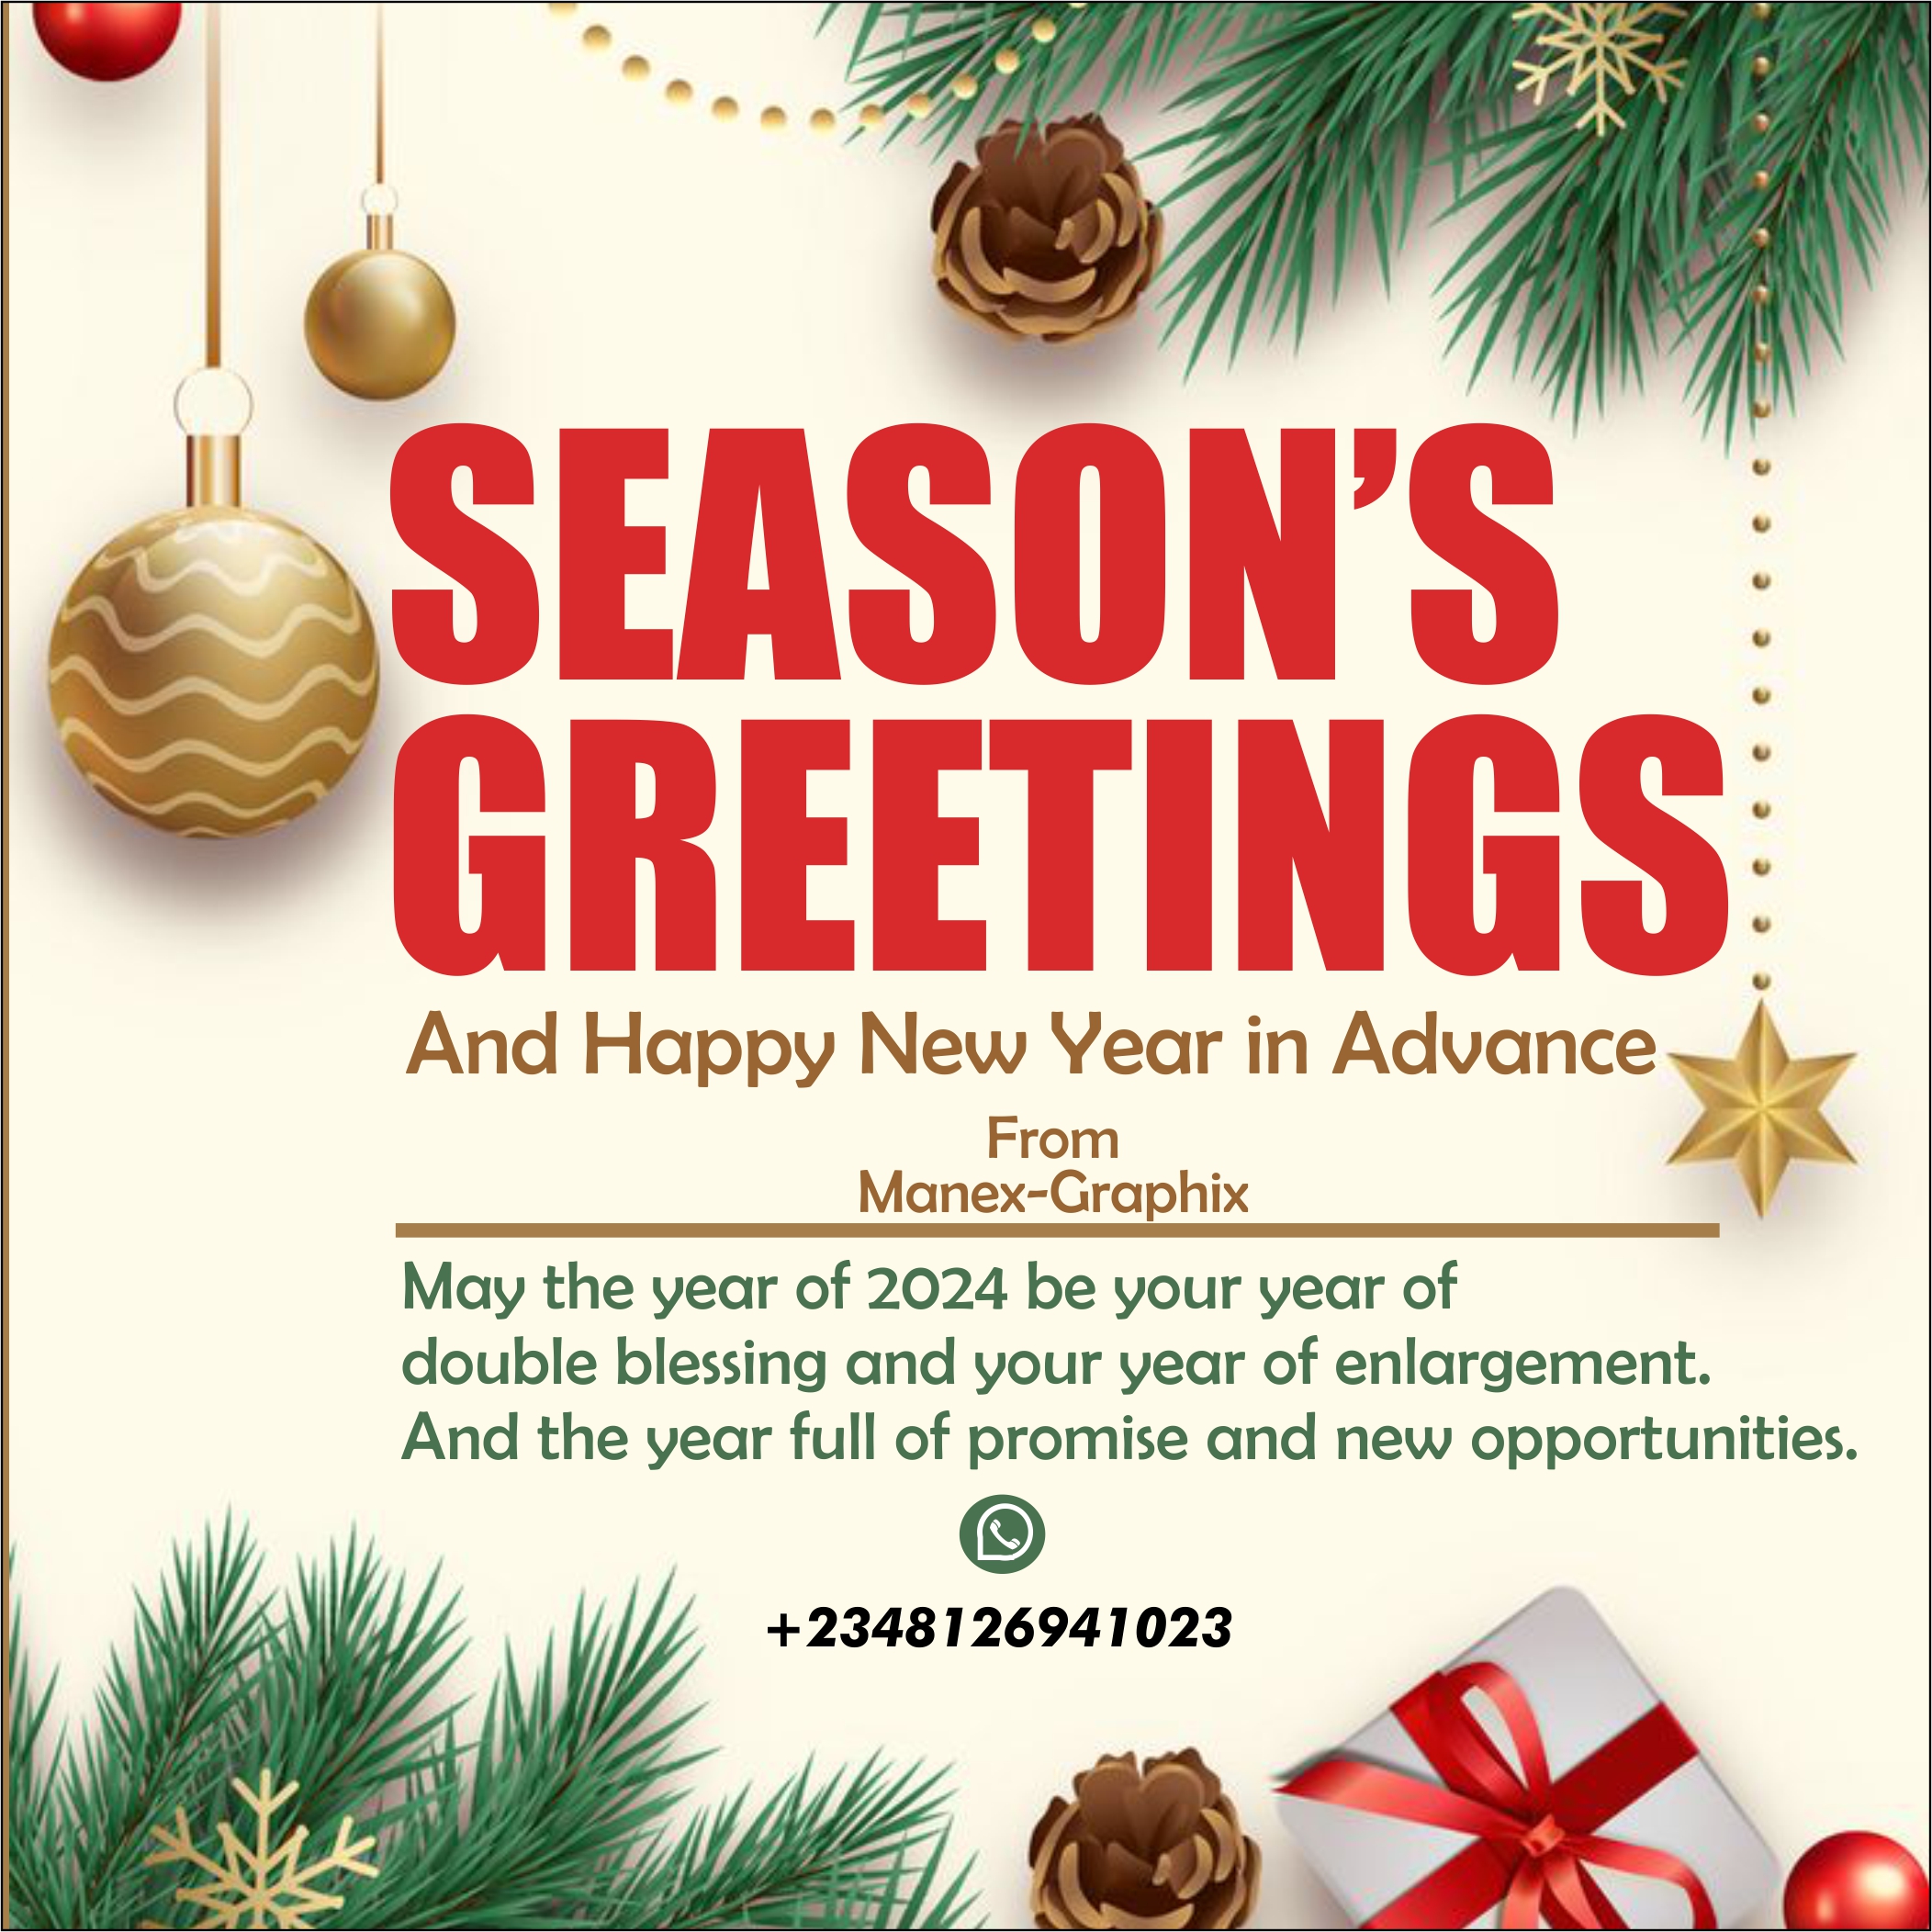 SEASON’S
GREETINGS
And Happy New Year in Advance
From
Manex-Graphix
May the year of 2024 be your year of
double blessing and your year of enlargement.
And the year full of promise and new opportunities.
+2348126941023